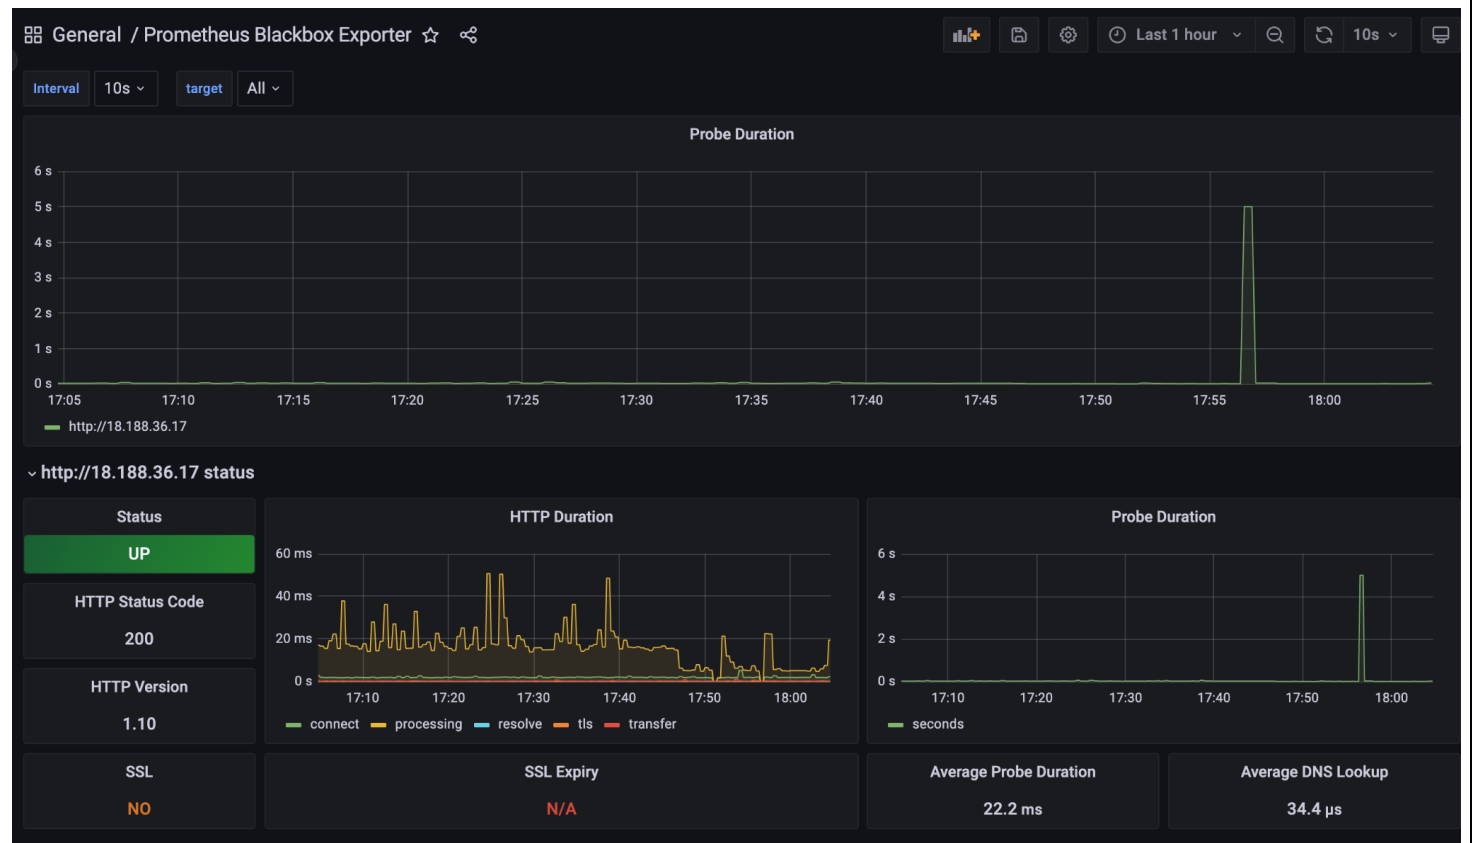 General / Prometheus Blackbox Exporter
Last 1 hour
10s
Interval 10s target All
Probe Duration
6 s
5 s
4 s
3 s
2 s
1 s
0 s
17:05 17:10 17:15 17:20 17:25 17:30 17:35 17:40 17:45 17:50 17:55 18:00
http://18.188.36.17
http://18.188.36.17 status
Status
UP
HTTP Status Code
200
HTTP Version
1.10
HTTP Duration
60 ms
40 ms
20 ms
0 s
17:10 17:20 17:30 17:40 17:50 18:00
connect processing resolve tls transfer
Probe Duration
6 s
4 s
2 s
0 s
17:10 17:20 17:30 17:40 17:50 18:00
seconds
SSL
NO
SSL Expiry
N/A
Average Probe Duration
22.2 ms
Average DNS Lookup
34.4 µs